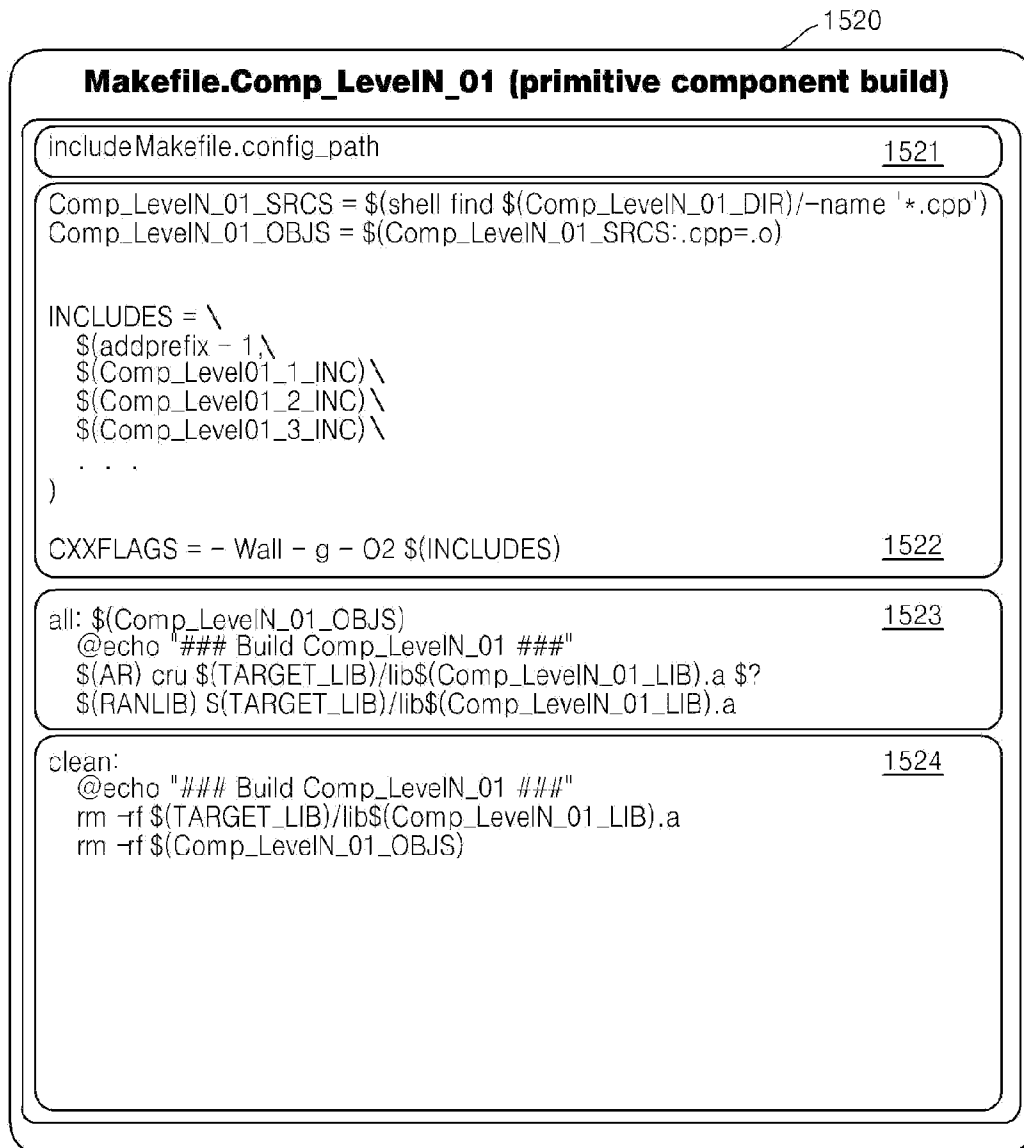 1520
Makefile.Comp_LevelN_01 (primitive component build)
includeMakefile.config_path
1521
Comp_LevelN_01_SRCS = $(shell find $(Comp_LevelN_01_DIR)/-name '*.cpp')
Comp_LevelN_01_OBJS = $(Comp_LevelN_01_SRCS:.cpp=.o)
INCLUDES = \
$(addprefix - 1,\
$(Comp_Level01_1_INC)\
$(Comp_Level01_2_INC)\
$(Comp_Level01_3_INC)\
. . .
)
CXXFLAGS = - Wall - g - O2 $(INCLUDES)
1522
all: $(Comp_LevelN_01_OBJS)
1523
@echo "### Build Comp_LevelN_01 ###"
$(AR) cru $(TARGET_LIB)/lib$(Comp_LevelN_01_LIB).a $?
$(RANLIB) S(TARGET_LIB)/lib$(Comp_LevelN_01_LIB).a
clean:
1524
@echo "### Build Comp_LevelN_01 ###"
rm -rf $(TARGET_LIB)/lib$(Comp_LevelN_01_LIB).a
rm -rf $(Comp_LevelN_01_OBJS)